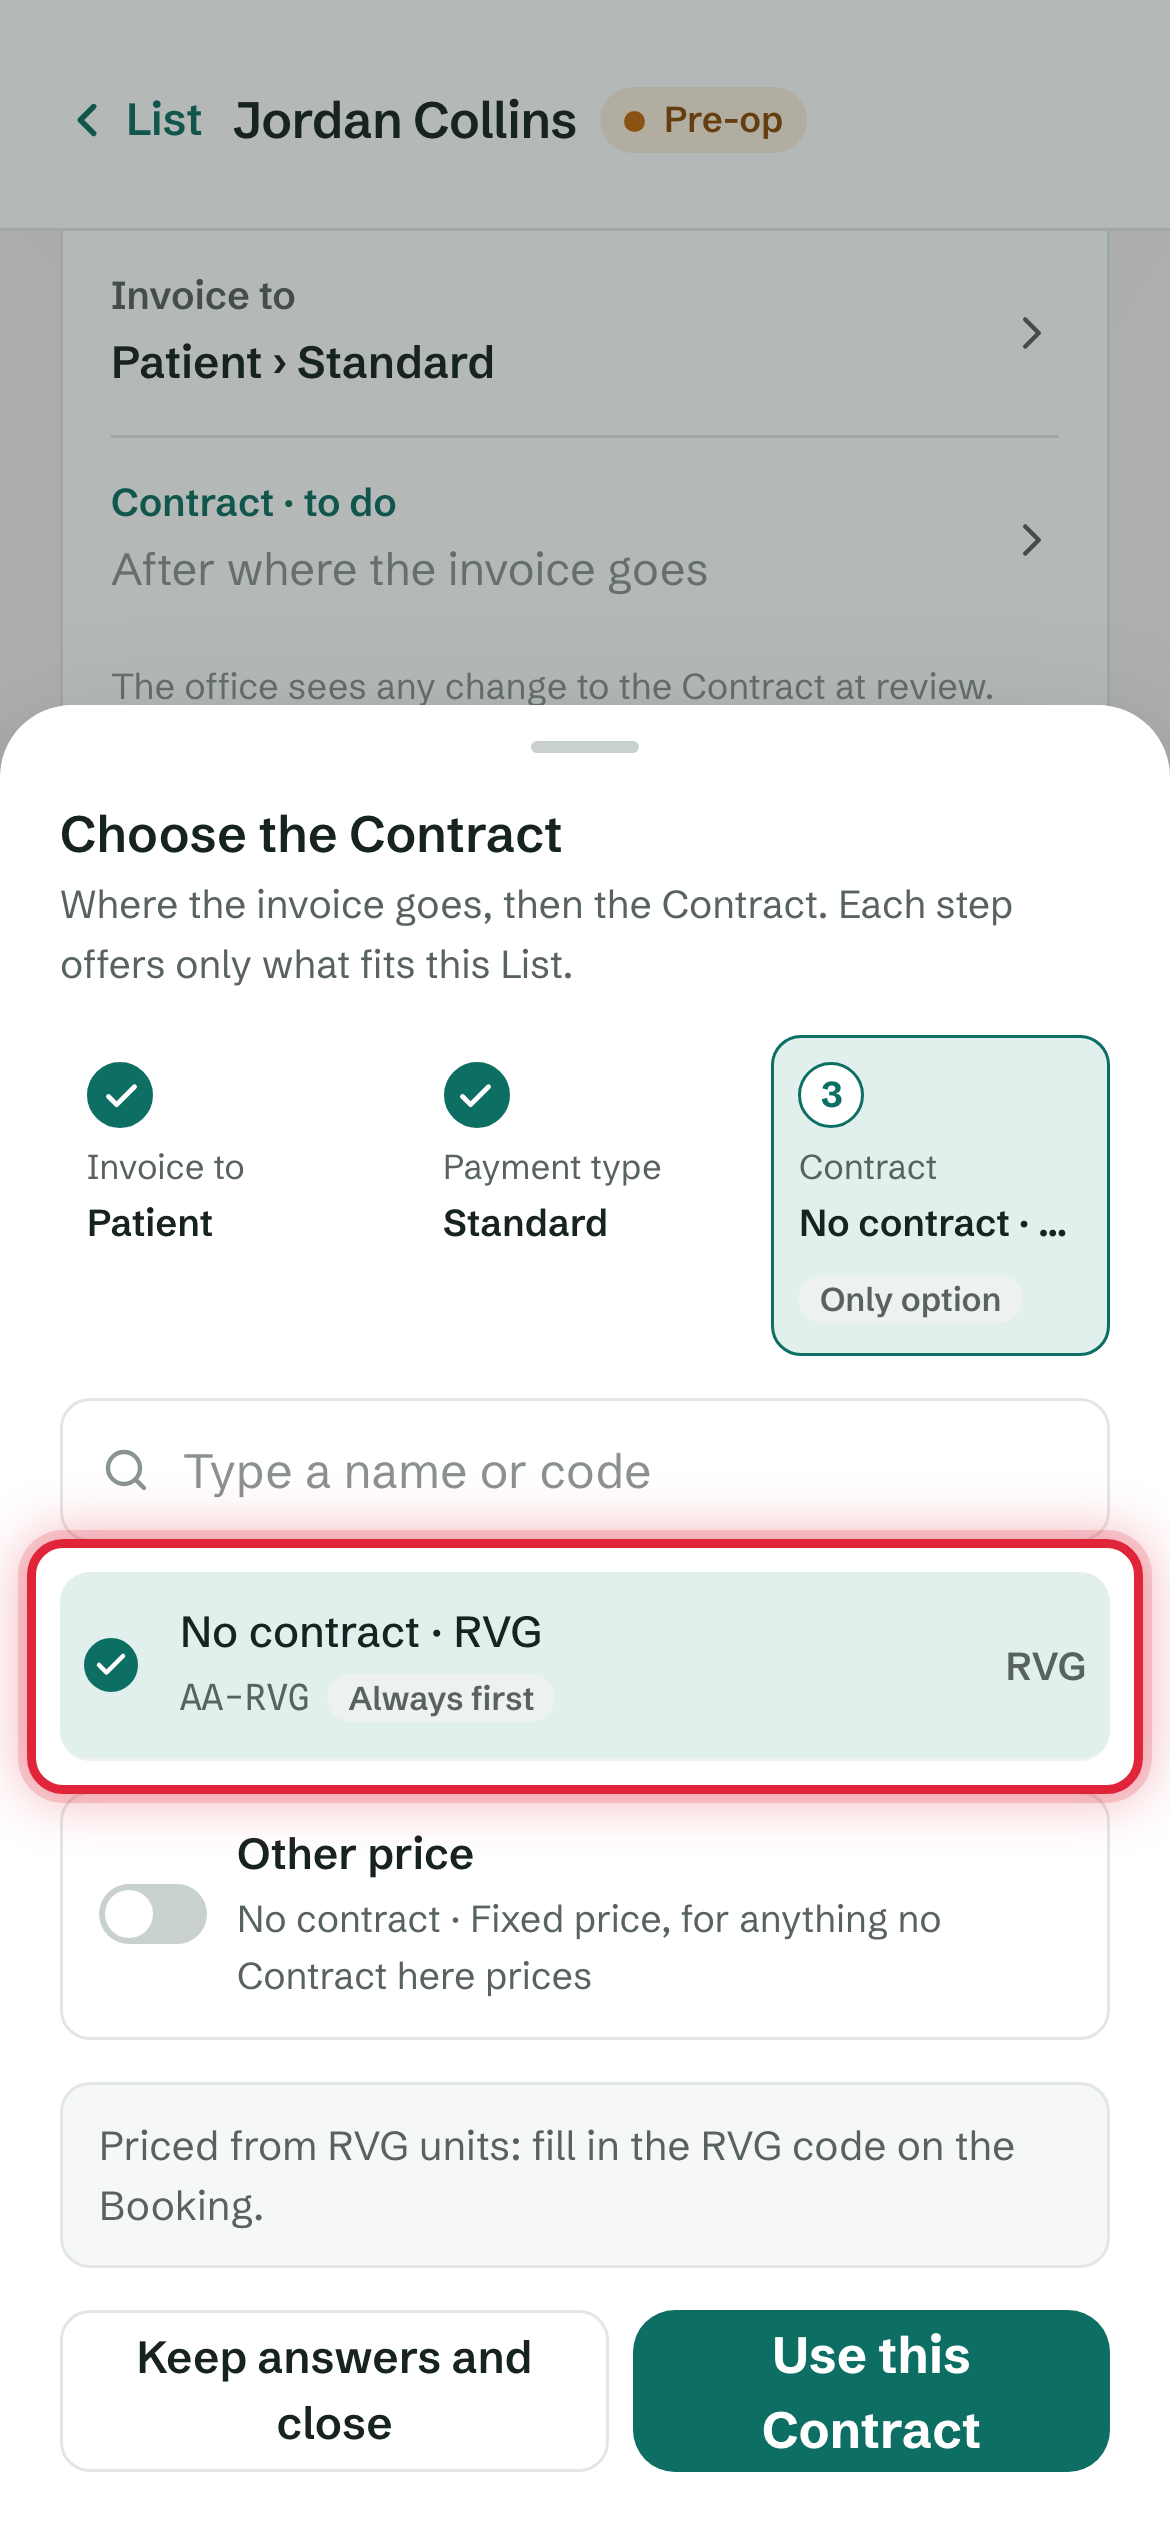 List Jordan Collins Pre-op
Invoice to
Patient › Standard
Contract · to do
After where the invoice goes
The office sees any change to the Contract at review.
Choose the Contract
Where the invoice goes, then the Contract. Each step
offers only what fits this List.
Invoice to
Patient
Payment type
Standard
3
Contract
No contract · ...
Only option
Type a name or code
No contract · RVG
AA-RVG Always first
RVG
Other price
No contract · Fixed price, for anything no
Contract here prices
Priced from RVG units: fill in the RVG code on the
Booking.
Keep answers and
close
Use this
Contract